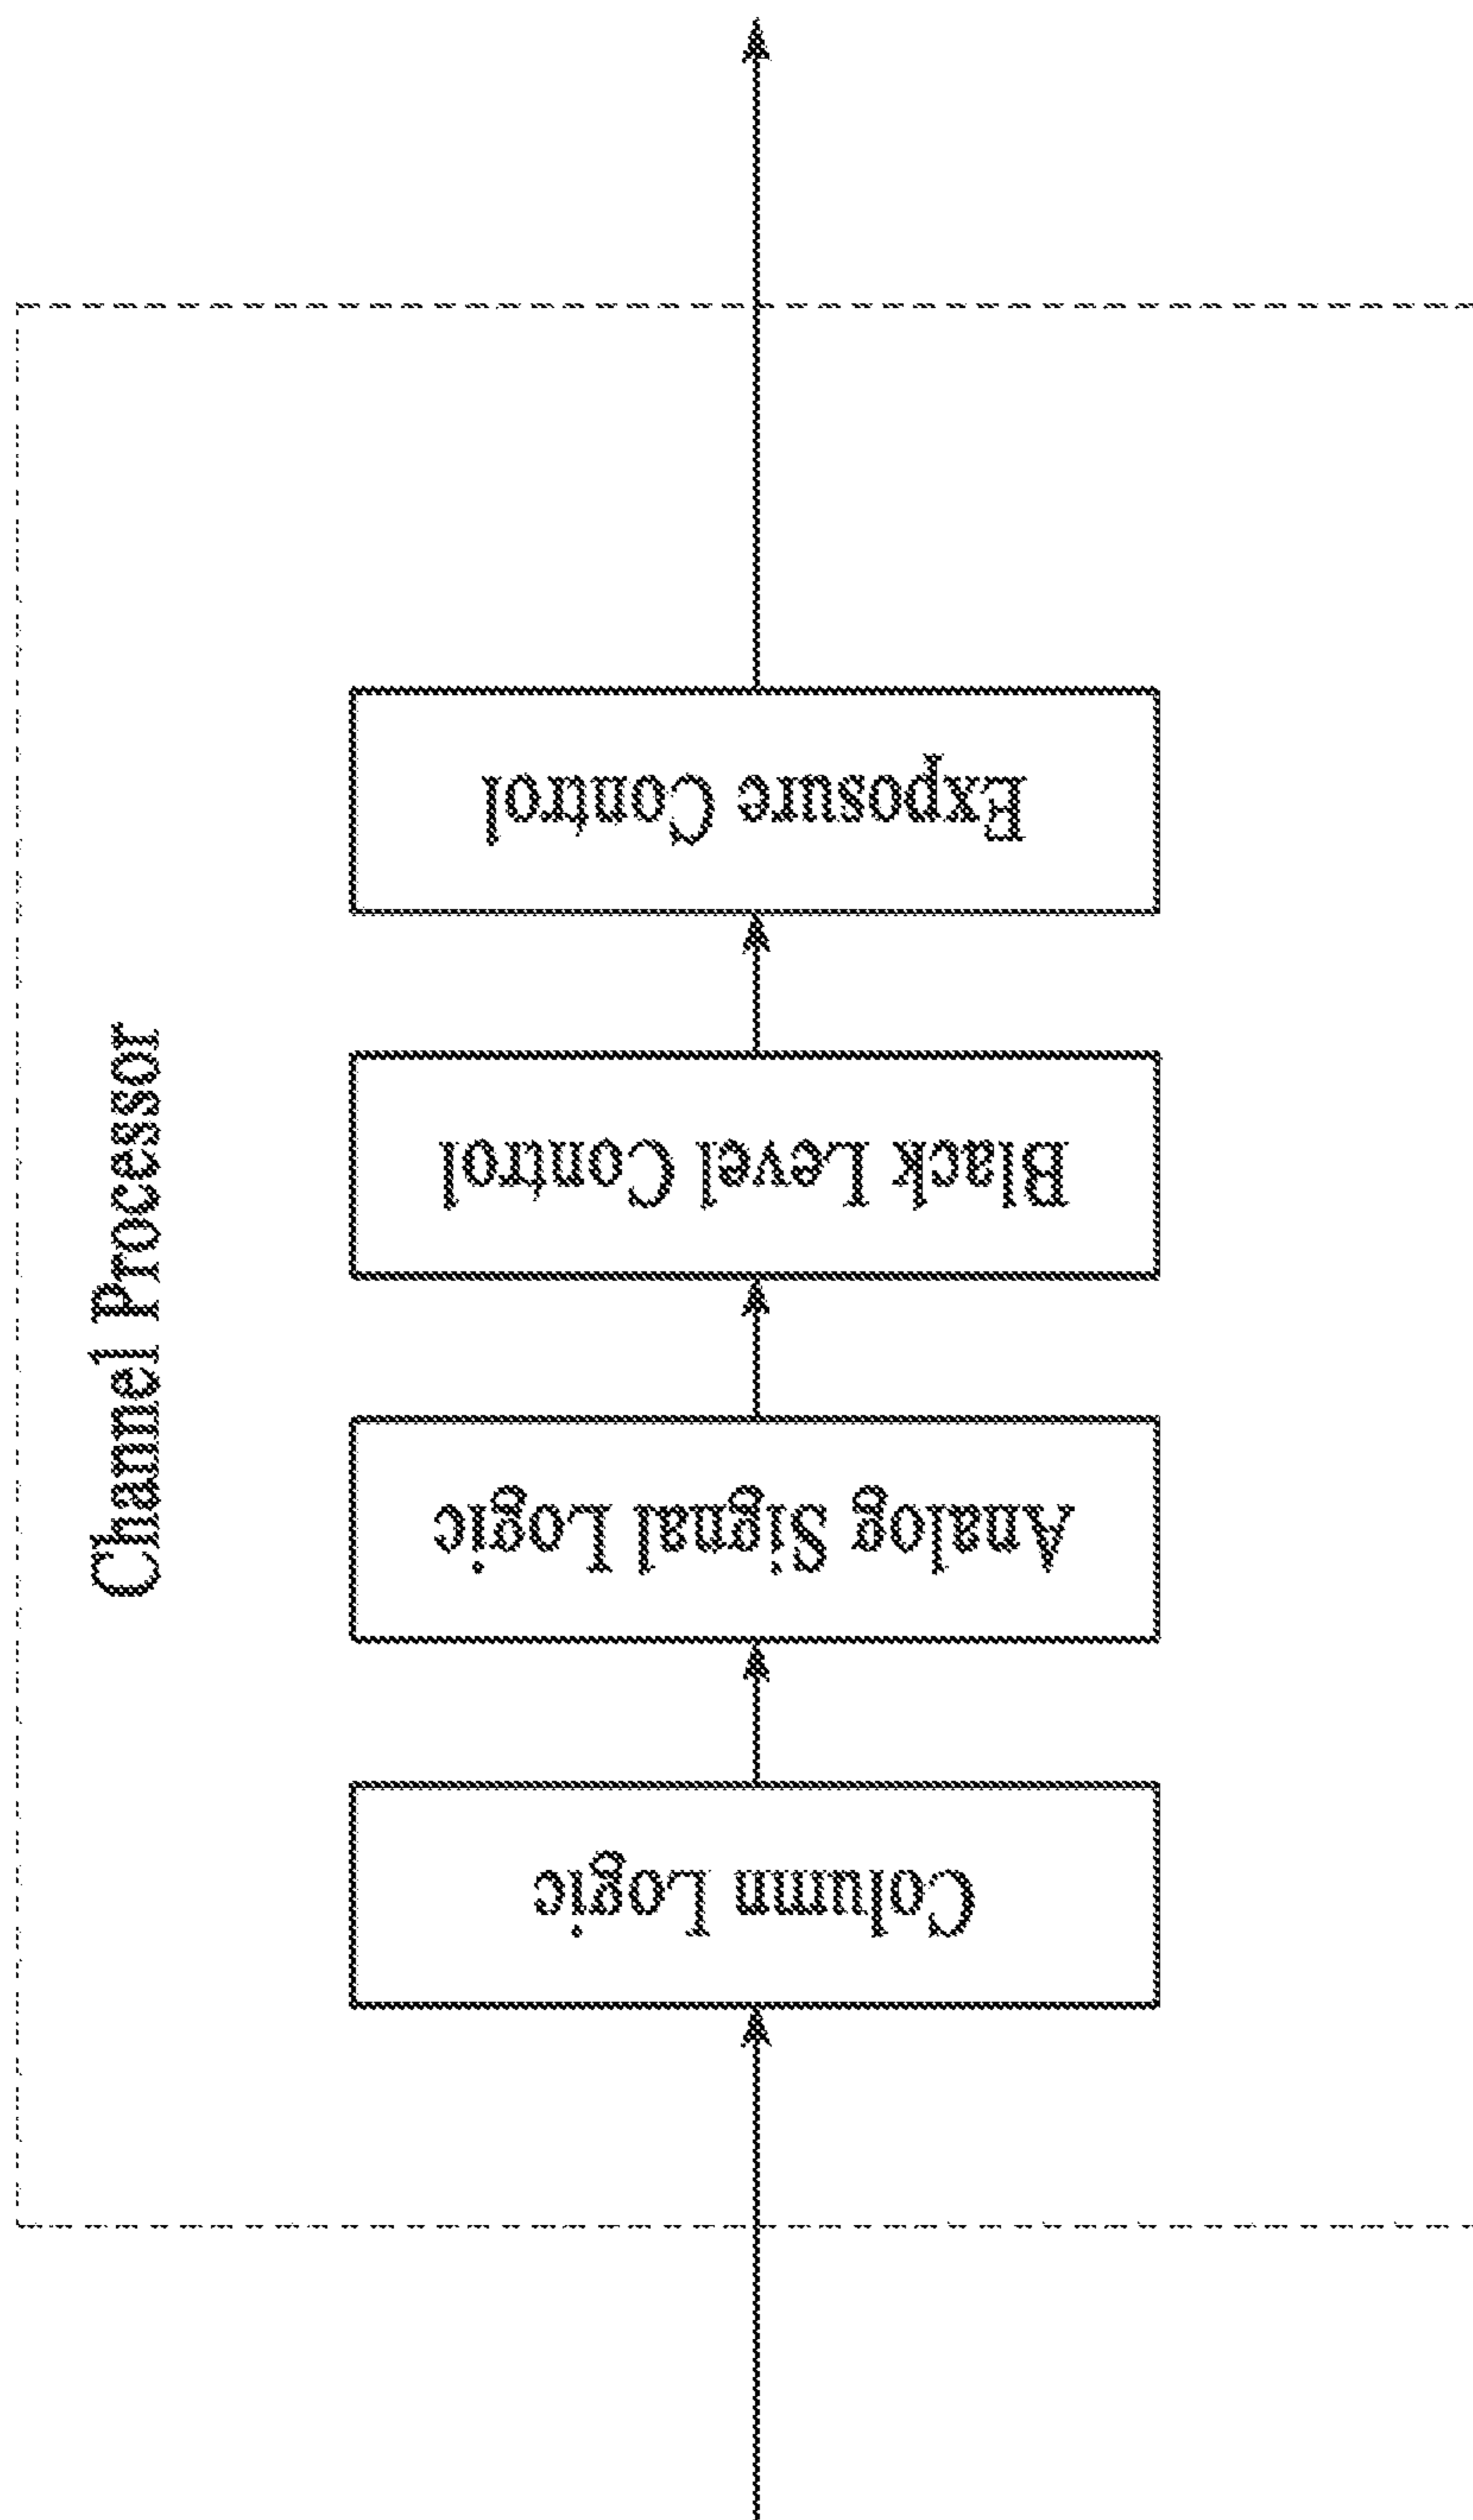 Channel Processor
Exposure Control
Black Level Control
Analog Signal Logic
Column Logic